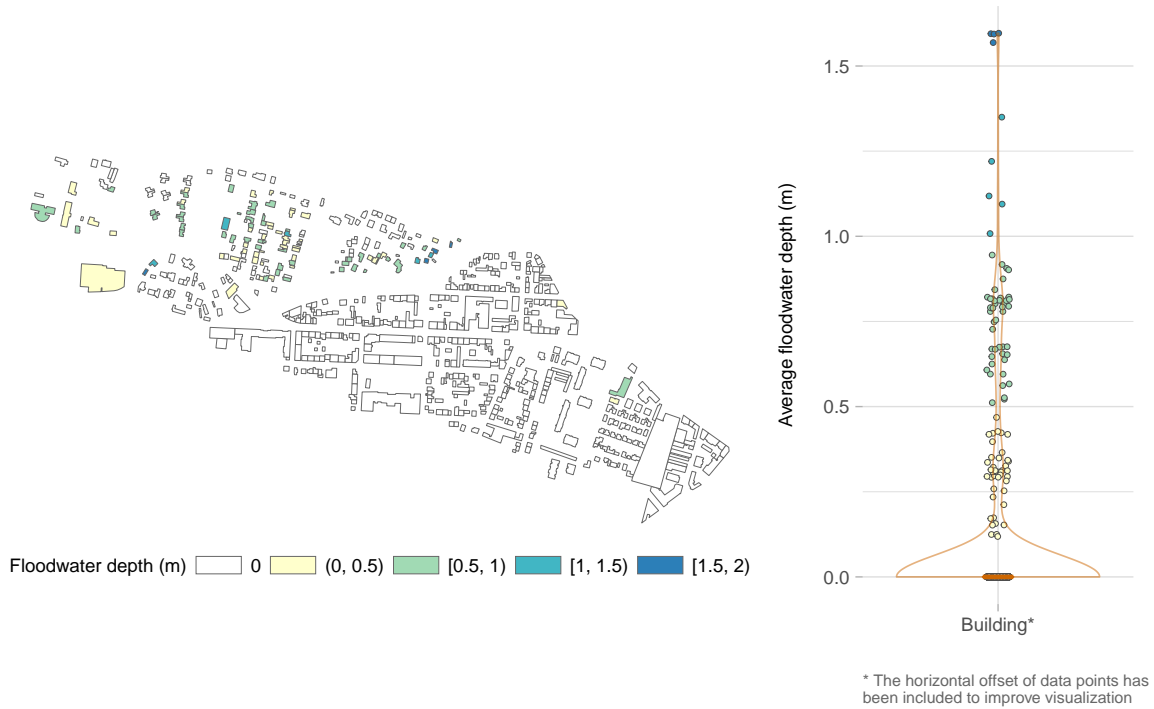 Floodwater depth (m) 0 (0, 0.5) [0.5, 1) [1, 1.5) [1.5, 2)
Average floodwater depth (m)
1.5
1.0
0.5
0.0
Building*
* The horizontal offset of data points has
been included to improve visualization